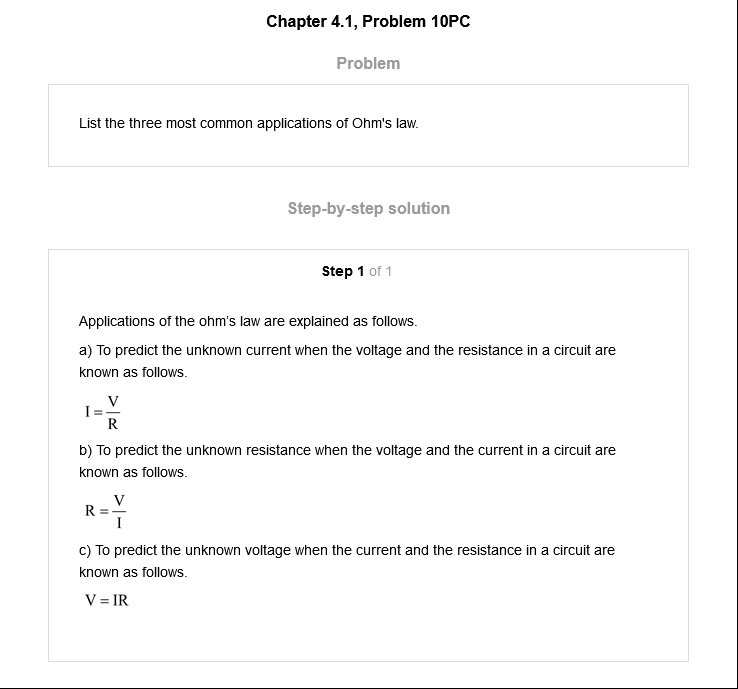 Chapter 4.1, Problem 10PC
Problem
List the three most common applications of Ohm's law.
Step-by-step solution
Step 1 of 1
Applications of the ohm's law are explained as follows.
a) To predict the unknown current when the voltage and the resistance in a circuit are
known as follows.
I = V/R
b) To predict the unknown resistance when the voltage and the current in a circuit are
known as follows.
R = V/I
c) To predict the unknown voltage when the current and the resistance in a circuit are
known as follows.
V = IR